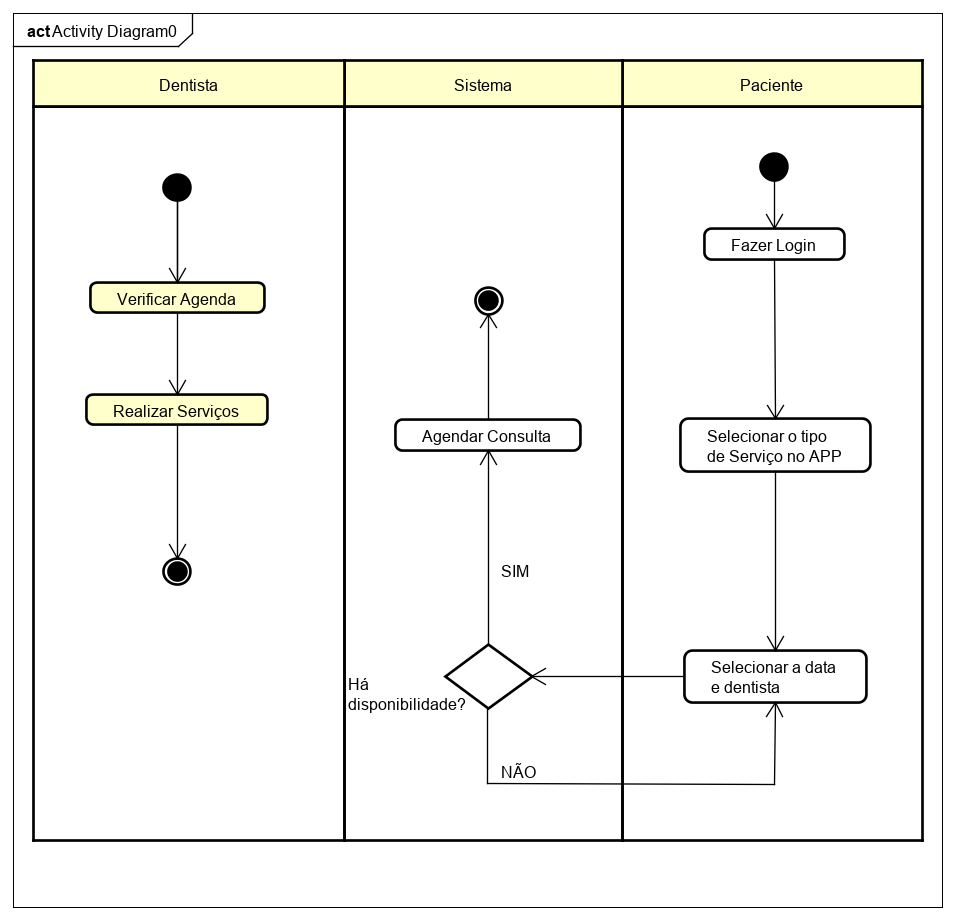 act Activity Diagram0
Dentista
Sistema
Paciente
Fazer Login
Verificar Agenda
Realizar Serviços
Agendar Consulta
Selecionar o tipo
de Serviço no APP
SIM
Selecionar a data
e dentista
Há
disponibilidade?
NÃO